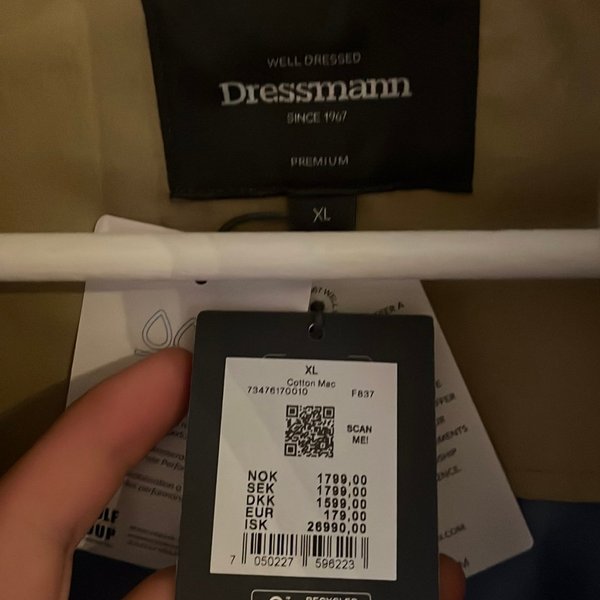 WELL DRESSED
Dressmann
SINCE 1967
PREMIUM
XL
XL
Cotton Mac
73476170010 F837
SCAN
ME!
NOK 1799,00
SEK 1799,00
DKK 1599,00
EUR 179,00
ISK 26990,00
7 050227 596223
RECYCLED